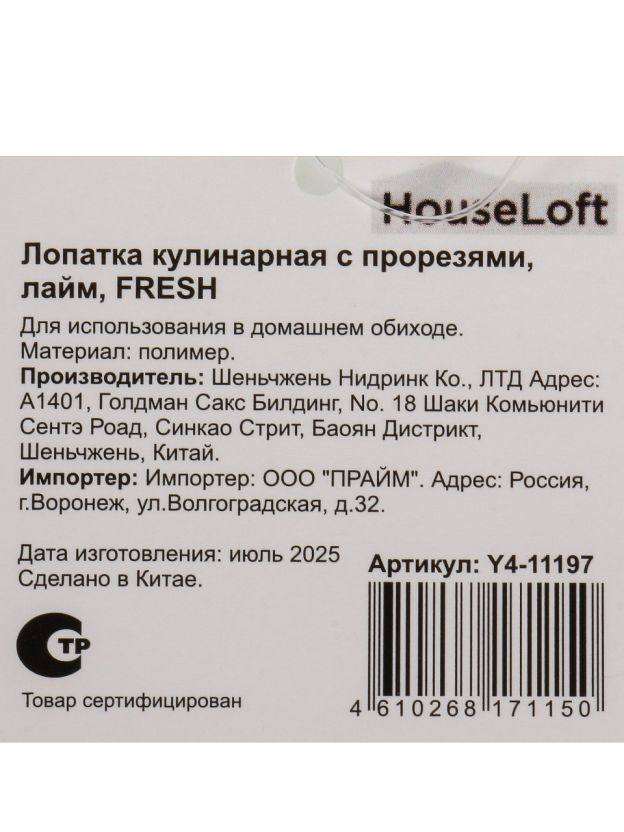 HouseLoft
Лопатка кулинарная с прорезями,
лайм, FRESH
Для использования в домашнем обиходе.
Материал: полимер.
Производитель: Шеньчжень Нидринк Ко., ЛТД Адрес:
А1401, Голдман Сакс Билдинг, No. 18 Шаки Комьюнити
Сентэ Роад, Синкао Стрит, Баоян Дистрикт,
Шеньчжень, Китай.
Импортер: Импортер: ООО "ПРАЙМ". Адрес: Россия,
г.Воронеж, ул.Волгоградская, д.32.
Дата изготовления: июль 2025
Сделано в Китае.
Артикул: Y4-11197
ТР
Товар сертифицирован
4 610268 171150